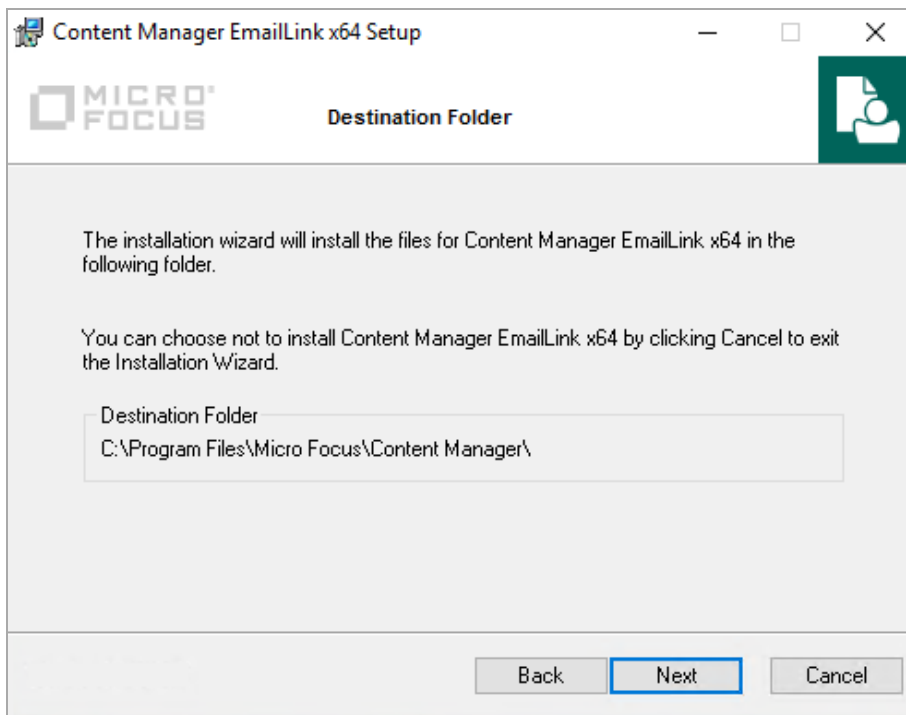 Content Manager EmailLink x64 Setup
MICRO
FOCUS
Destination Folder
The installation wizard will install the files for Content Manager EmailLink x64 in the
following folder.
You can choose not to install Content Manager EmailLink x64 by clicking Cancel to exit
the Installation Wizard.
Destination Folder
C:\Program Files\Micro Focus\Content Manager\
Back Next Cancel